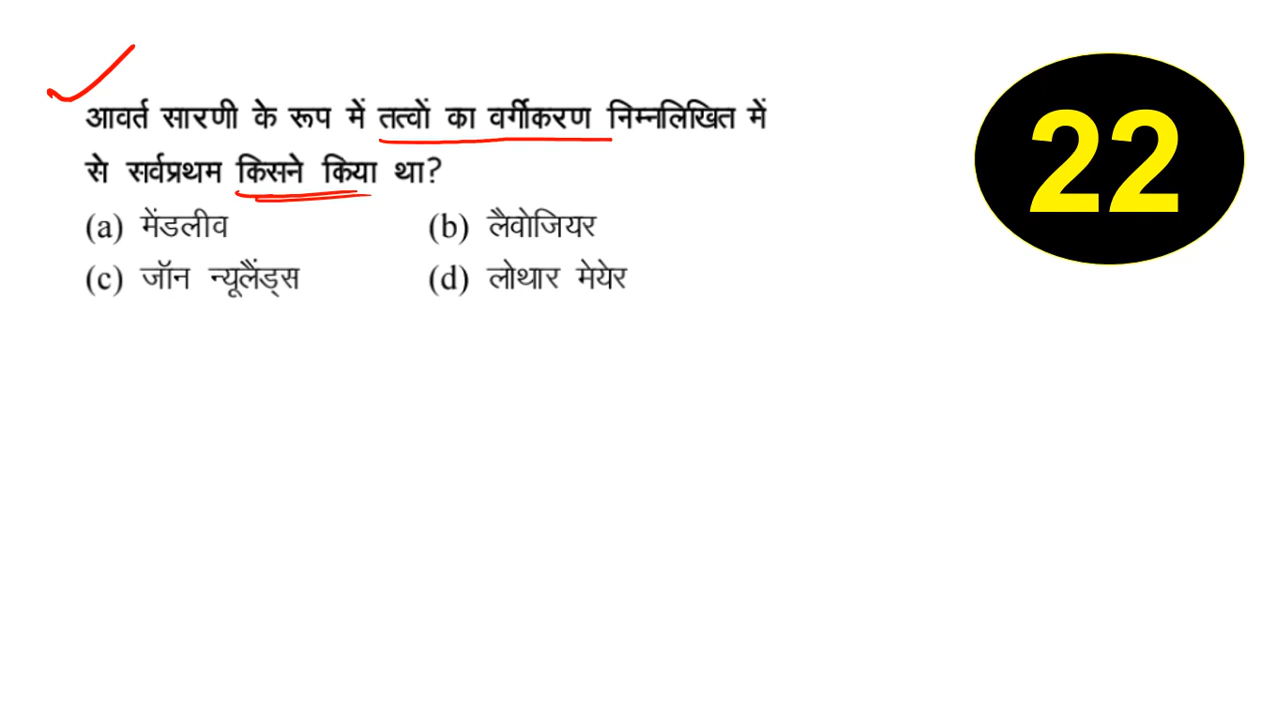 आवर्त सारणी के रूप में तत्वों का वर्गीकरण निम्नलिखित में
से सर्वप्रथम किसने किया था?
(a) मेंडलीव (b) लैवोजियर
(c) जॉन न्यूलैंड्स (d) लोथार मेयेर
22